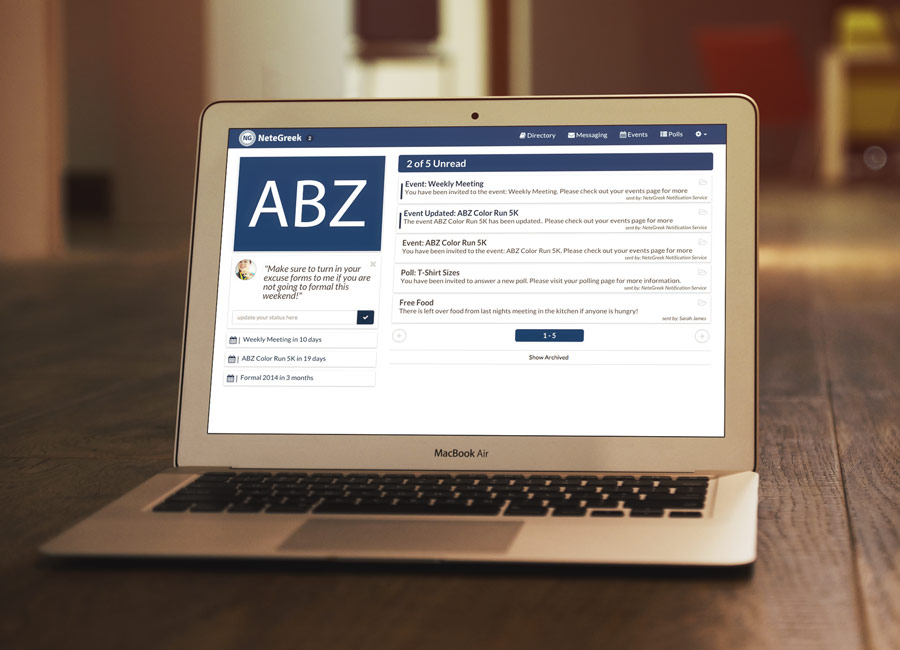 NG NeteGreek 2
Directory Messaging Events Polls
ABZ
"Make sure to turn in your
excuse forms to me if you are
not going to formal this
weekend!"
update your status here
Weekly Meeting in 10 days
ABZ Color Run 5K in 19 days
Formal 2014 in 3 months
2 of 5 Unread
Event: Weekly Meeting
You have been invited to the event: Weekly Meeting. Please check out your events page for more
sent by: NeteGreek Notification Service
Event Updated: ABZ Color Run 5K
The event ABZ Color Run 5K has been updated.. Please check out your events page for more
sent by: NeteGreek Notification Service
Event: ABZ Color Run 5K
You have been invited to the event: ABZ Color Run 5K. Please check out your events page for more
sent by: NeteGreek Notification Service
Poll: T-Shirt Sizes
You have been invited to answer a new poll. Please visit your polling page for more information.
sent by: NeteGreek Notification Service
Free Food
There is left over food from last nights meeting in the kitchen if anyone is hungry!
sent by: Sarah James
1 - 5
Show Archived
MacBook Air